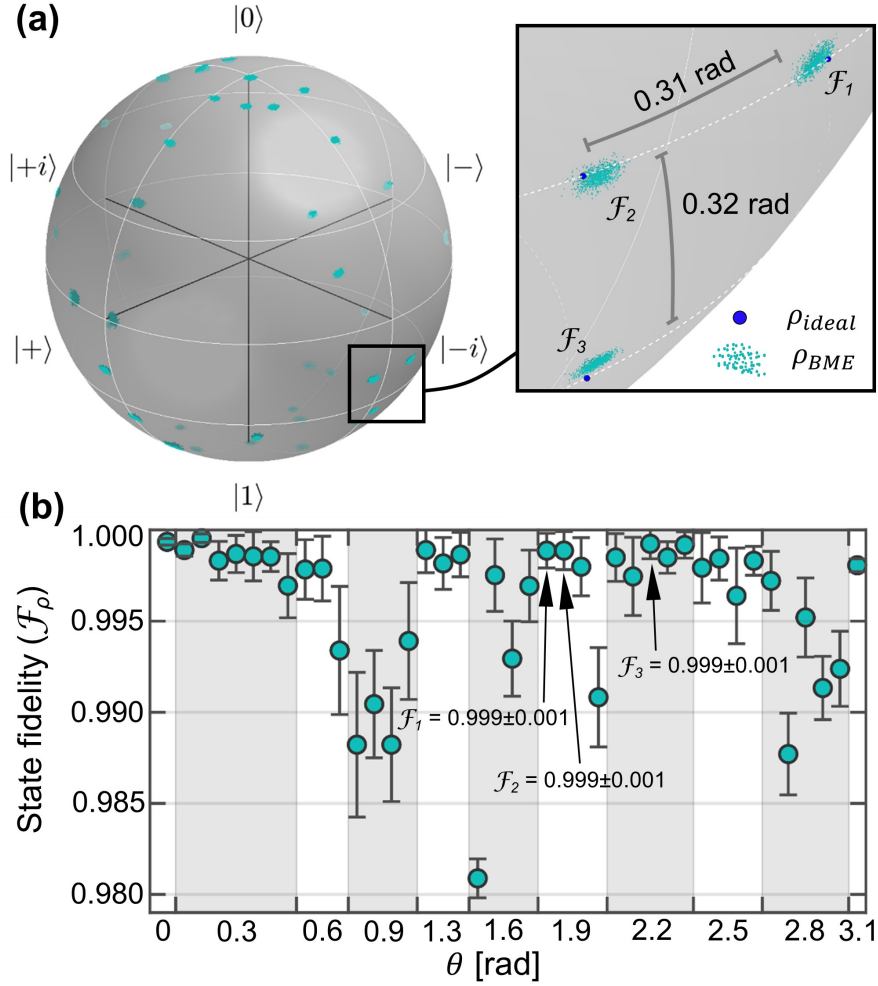 (a)
|0⟩
|+i⟩
|−⟩
|+⟩
|−i⟩
|1⟩
0.31 rad
ℱ1
ℱ2
0.32 rad
ℱ3
ρideal
ρBME
(b)
State fidelity (ℱρ)
1.000
0.995
0.990
0.985
0.980
ℱ1 = 0.999±0.001
ℱ2 = 0.999±0.001
ℱ3 = 0.999±0.001
0 0.3 0.6 0.9 1.3 1.6 1.9 2.2 2.5 2.8 3.1
θ [rad]